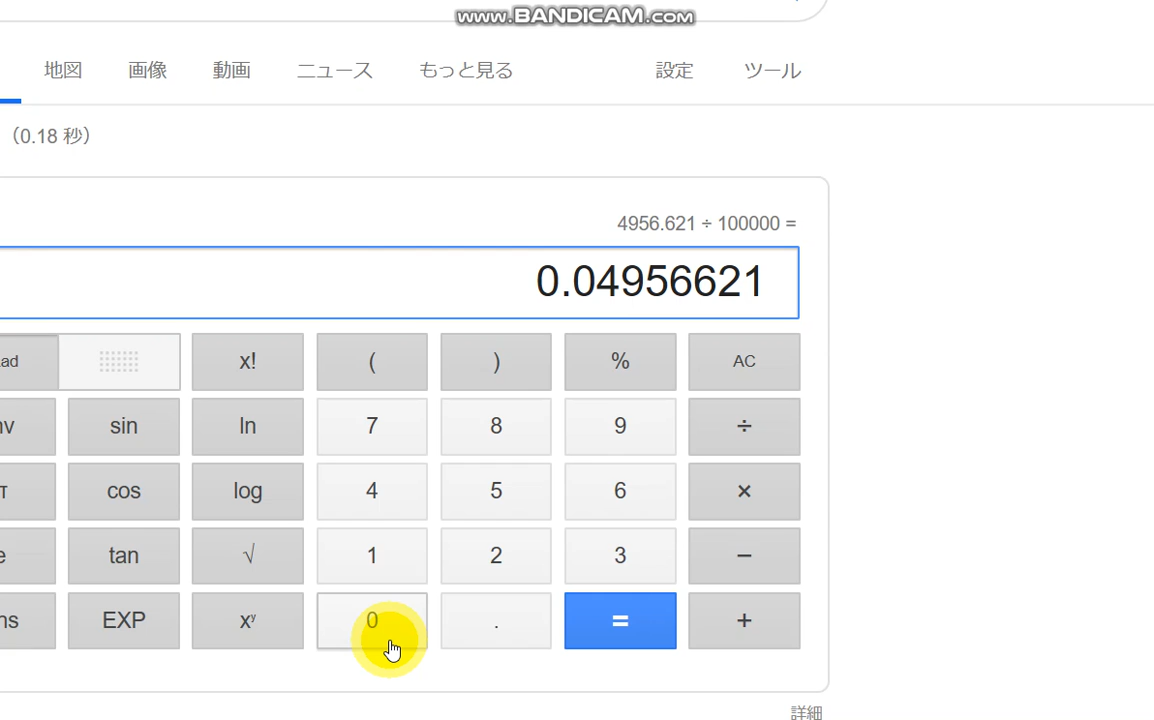 www.BANDICAM.com
地図 画像 動画 ニュース もっと見る 設定 ツール
(0.18 秒)
4956.621 ÷ 100000 =
0.04956621
ad x! ( ) % AC
sin ln 7 8 9 ÷
cos log 4 5 6 ×
e tan √ 1 2 3 −
ns EXP xʸ 0 . = +
詳細